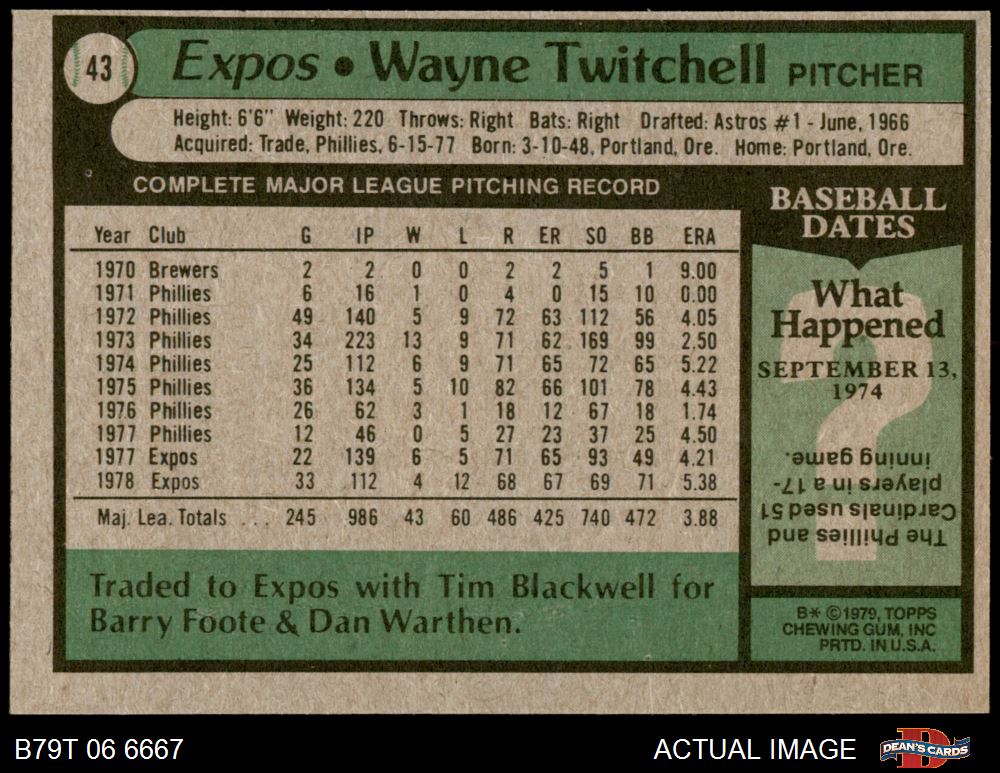 43
Expos • Wayne Twitchell PITCHER
Height: 6'6" Weight: 220 Throws: Right Bats: Right Drafted: Astros #1 - June, 1966
Acquired: Trade, Phillies, 6-15-77 Born: 3-10-48, Portland, Ore. Home: Portland, Ore.
COMPLETE MAJOR LEAGUE PITCHING RECORD
Year Club G IP W L R ER SO BB ERA
1970 Brewers 2 2 0 0 2 2 5 1 9.00
1971 Phillies 6 16 1 0 4 0 15 10 0.00
1972 Phillies 49 140 5 9 72 63 112 56 4.05
1973 Phillies 34 223 13 9 71 62 169 99 2.50
1974 Phillies 25 112 6 9 71 65 72 65 5.22
1975 Phillies 36 134 5 10 82 66 101 78 4.43
1976 Phillies 26 62 3 1 18 12 67 18 1.74
1977 Phillies 12 46 0 5 27 23 37 25 4.50
1977 Expos 22 139 6 5 71 65 93 49 4.21
1978 Expos 33 112 4 12 68 67 69 71 5.38
Maj. Lea. Totals ... 245 986 43 60 486 425 740 472 3.88
Traded to Expos with Tim Blackwell for
Barry Foote & Dan Warthen.
BASEBALL
DATES
What
Happened
SEPTEMBER 13,
1974
The Phillies and
Cardinals used 51
players in a 17-
inning game.
B* ©1979, TOPPS
CHEWING GUM, INC
PRTD. IN U.S.A.
B79T 06 6667
ACTUAL IMAGE
DEAN'S CARDS